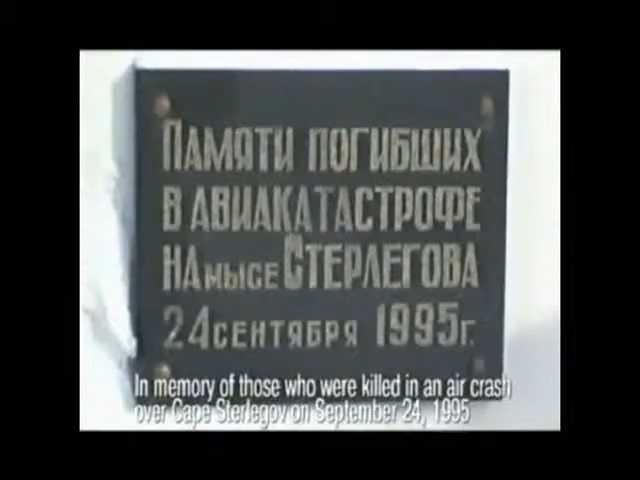 ПАМЯТИ ПОГИБШИХ
В АВИАКАТАСТРОФЕ
НА МЫСЕ СТЕРЛЕГОВА
24 СЕНТЯБРЯ 1995г.
In memory of those who were killed in an air crash
over Cape Sterlegov on September 24, 1995